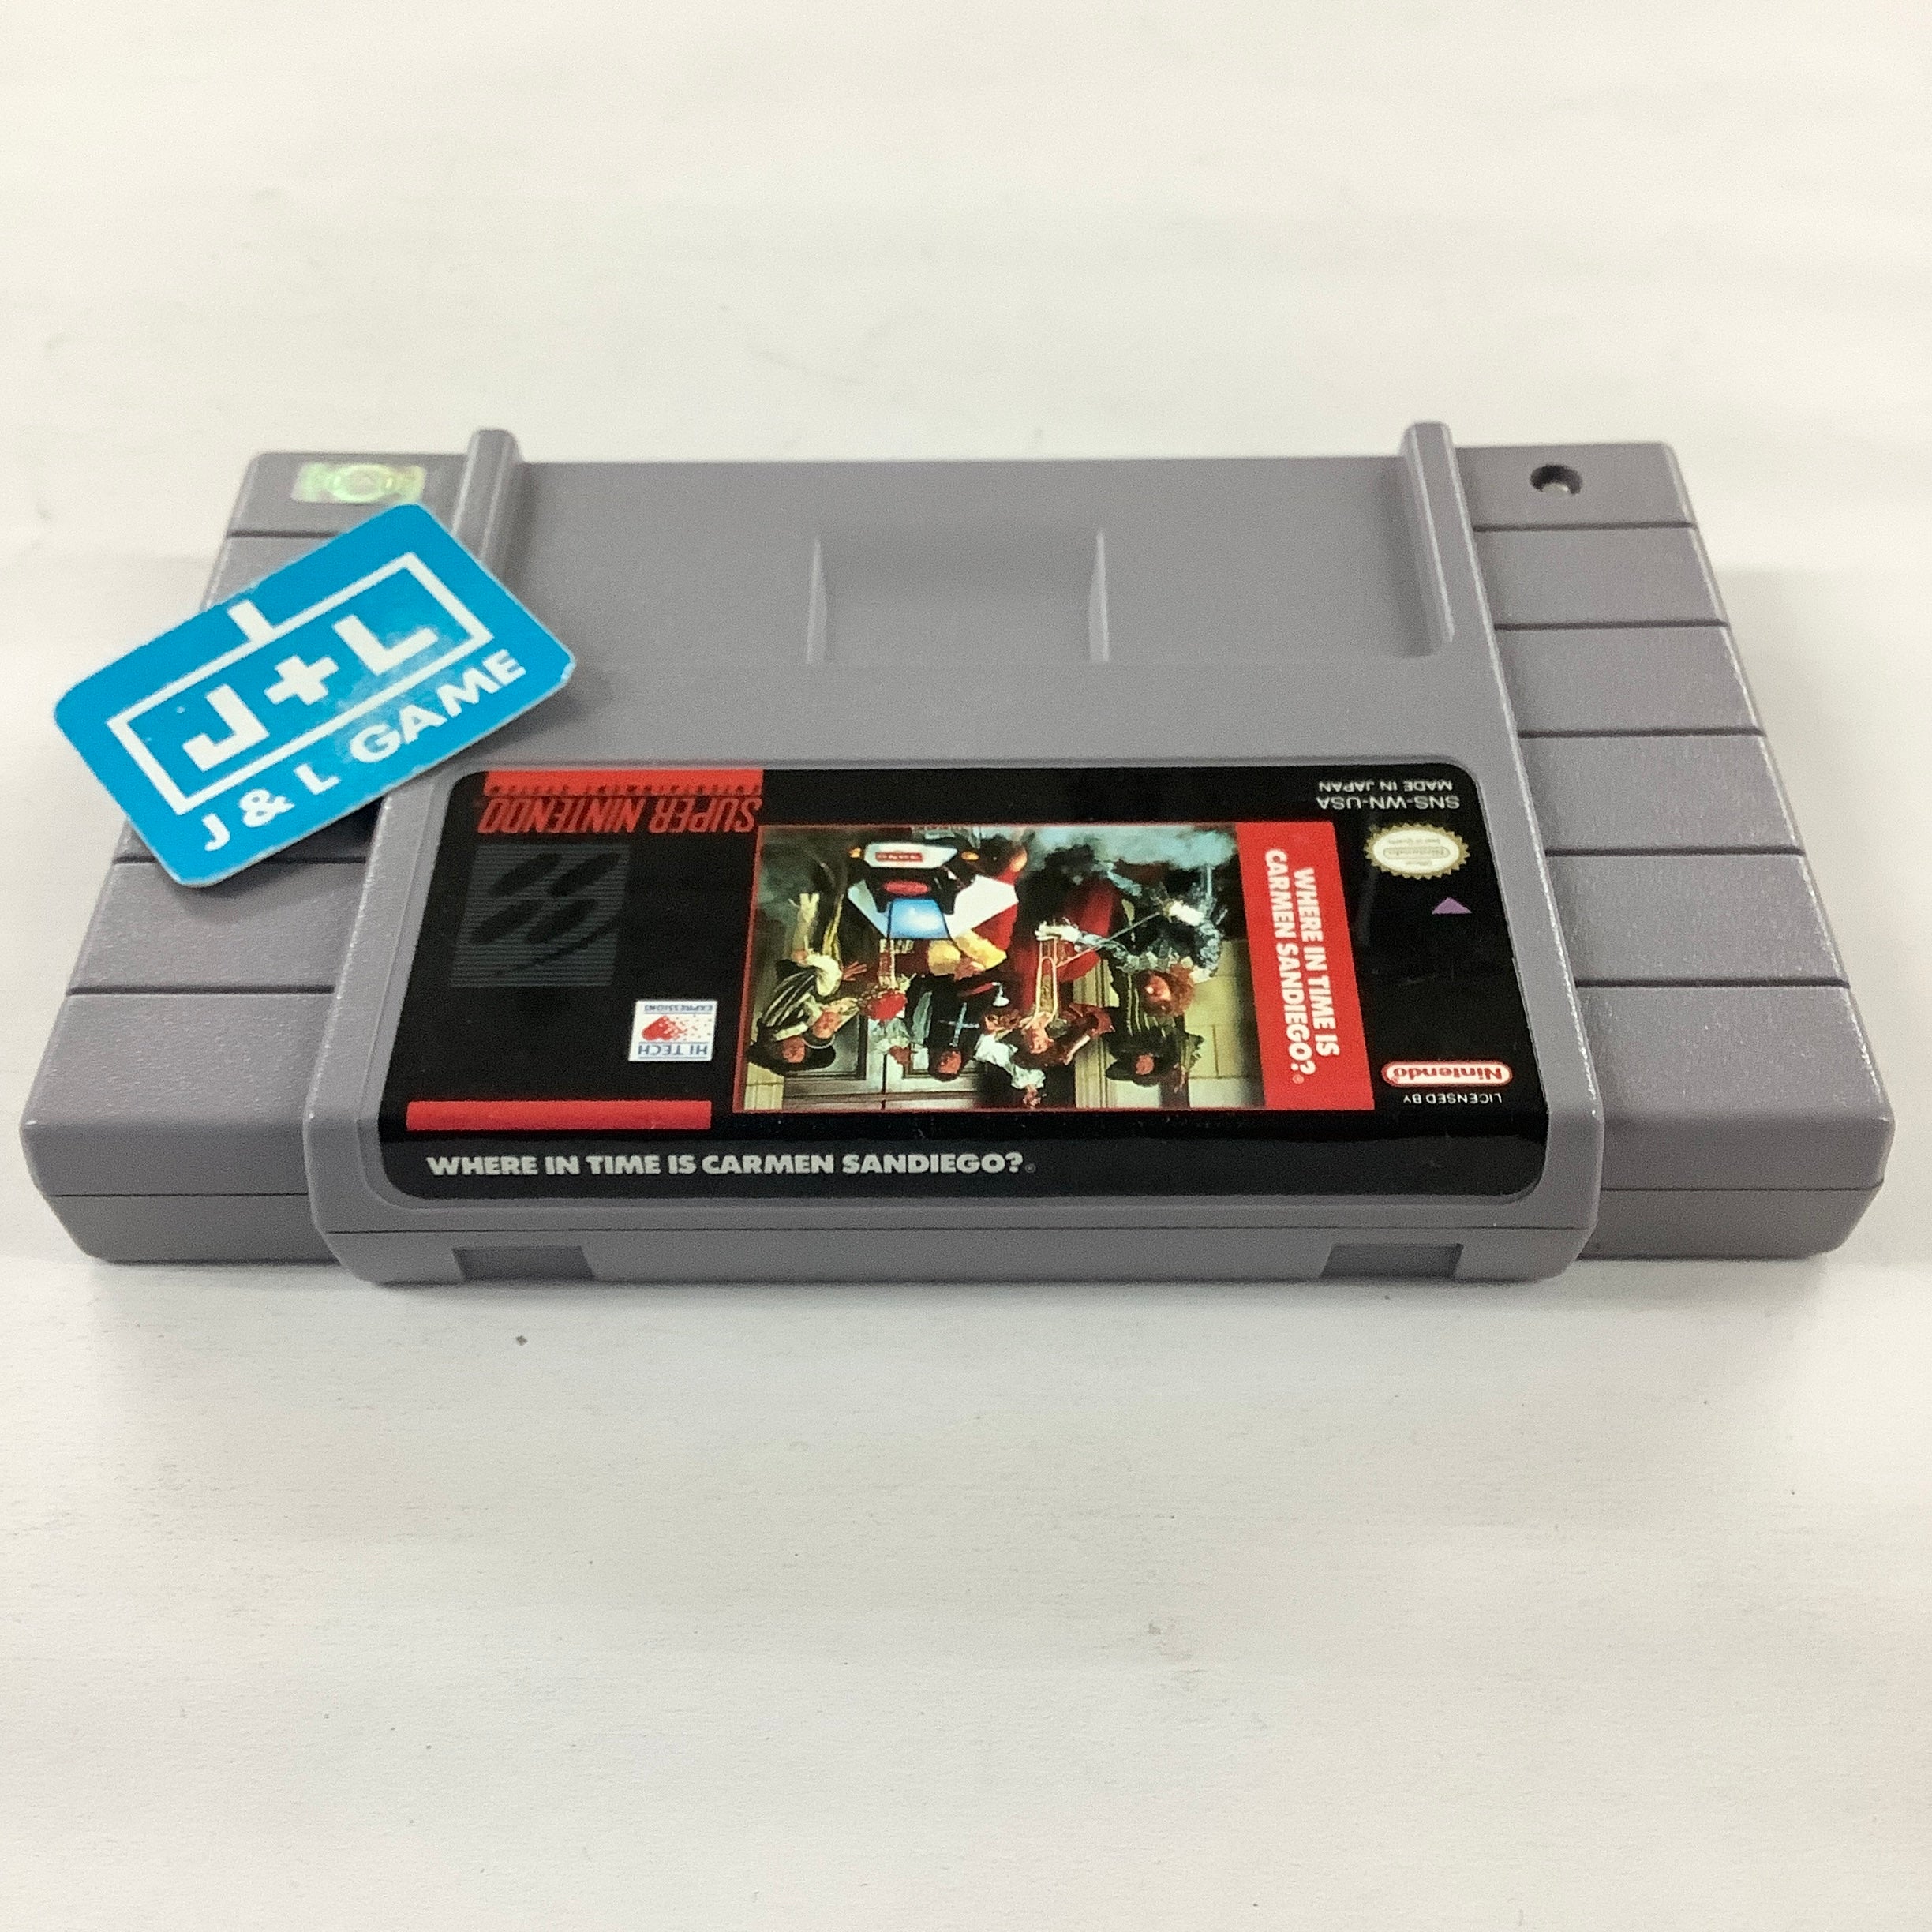 J+L
J & L GAME
SUPER NINTENDO
MADE IN JAPAN
SNS-WN-USA
WHERE IN TIME IS
CARMEN SANDIEGO?®
Nintendo
HI TECH
EXPRESSIONS
LICENSED BY
Nintendo
WHERE IN TIME IS CARMEN SANDIEGO?®